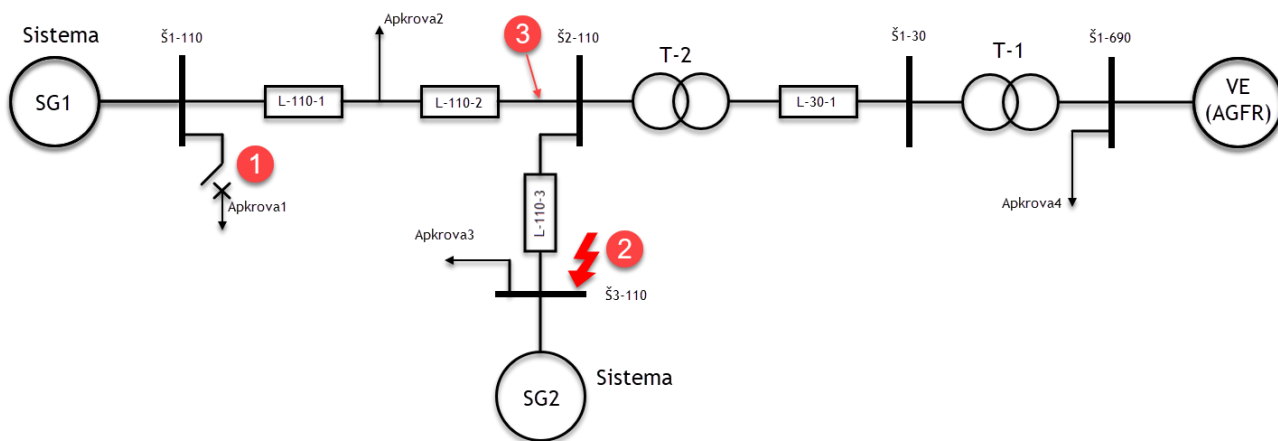 Sistema
SG1
Š1-110
L-110-1
1
Apkrova1
Apkrova2
L-110-2
3
Š2-110
T-2
L-30-1
Š1-30
T-1
Š1-690
VE
(AGFR)
Apkrova4
L-110-3
Apkrova3
2
Š3-110
SG2
Sistema